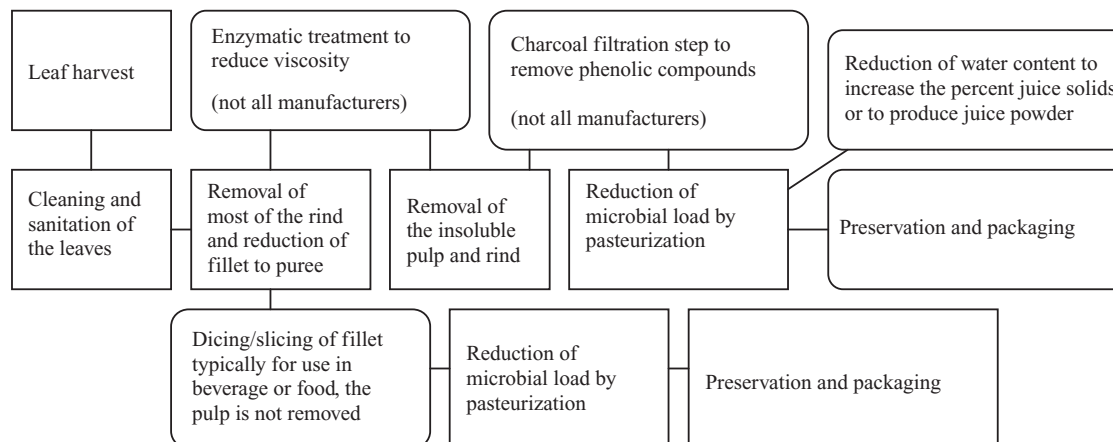 Leaf harvest
Enzymatic treatment to
reduce viscosity
(not all manufacturers)
Charcoal filtration step to
remove phenolic compounds
(not all manufacturers)
Reduction of water content to
increase the percent juice solids
or to produce juice powder
Cleaning and
sanitation of
the leaves
Removal of
most of the rind
and reduction of
fillet to puree
Removal of
the insoluble
pulp and rind
Reduction of
microbial load by
pasteurization
Preservation and packaging
Dicing/slicing of fillet
typically for use in
beverage or food, the
pulp is not removed
Reduction of
microbial load by
pasteurization
Preservation and packaging